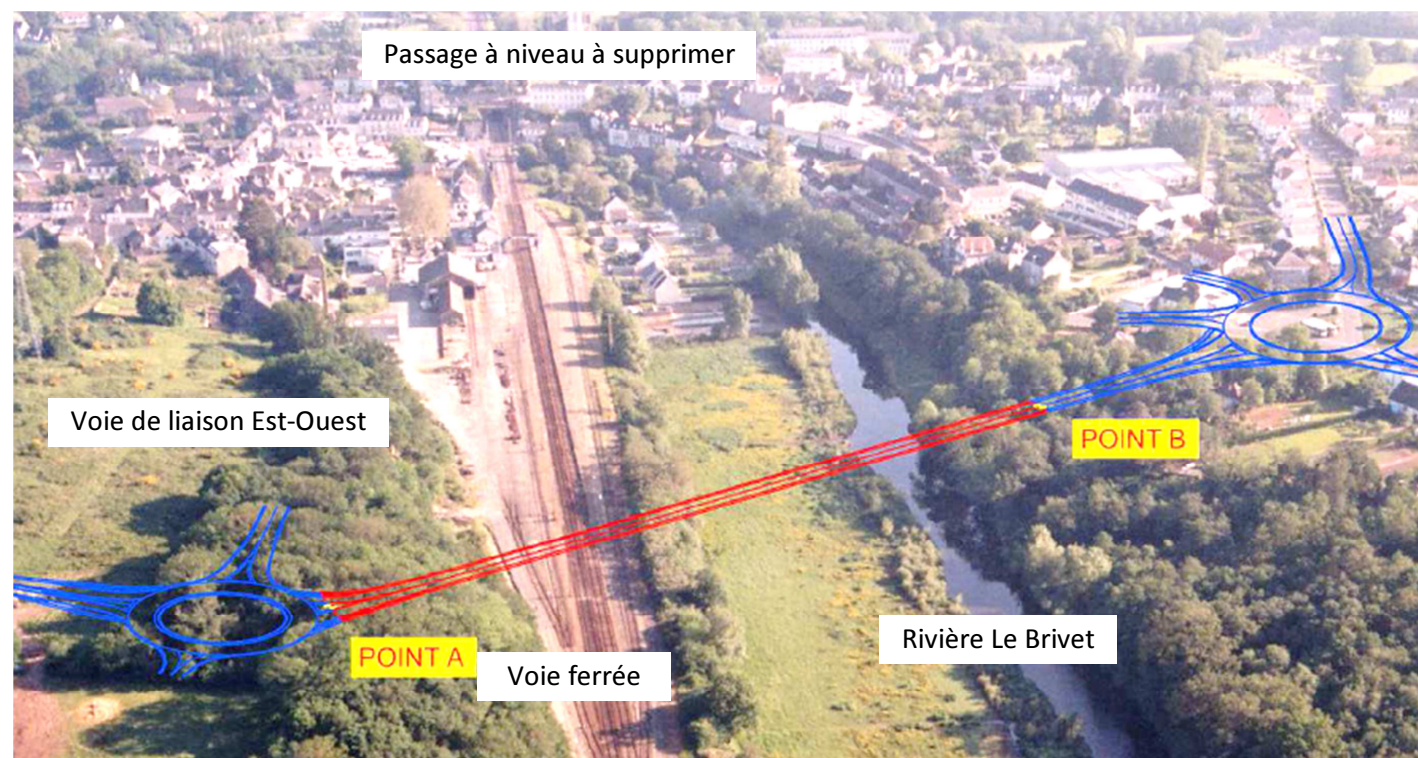 Passage à niveau à supprimer
Voie de liaison Est-Ouest
POINT B
Rivière Le Brivet
POINT A
Voie ferrée